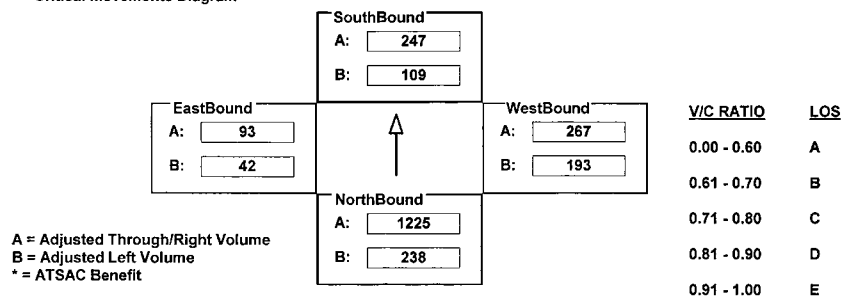 Critical Movements Diagram
SouthBound
A: 247
B: 109
EastBound
A: 93
B: 42
WestBound
A: 267
B: 193
NorthBound
A: 1225
B: 238
A = Adjusted Through/Right Volume
B = Adjusted Left Volume
* = ATSAC Benefit
V/C RATIO LOS
0.00 - 0.60 A
0.61 - 0.70 B
0.71 - 0.80 C
0.81 - 0.90 D
0.91 - 1.00 E